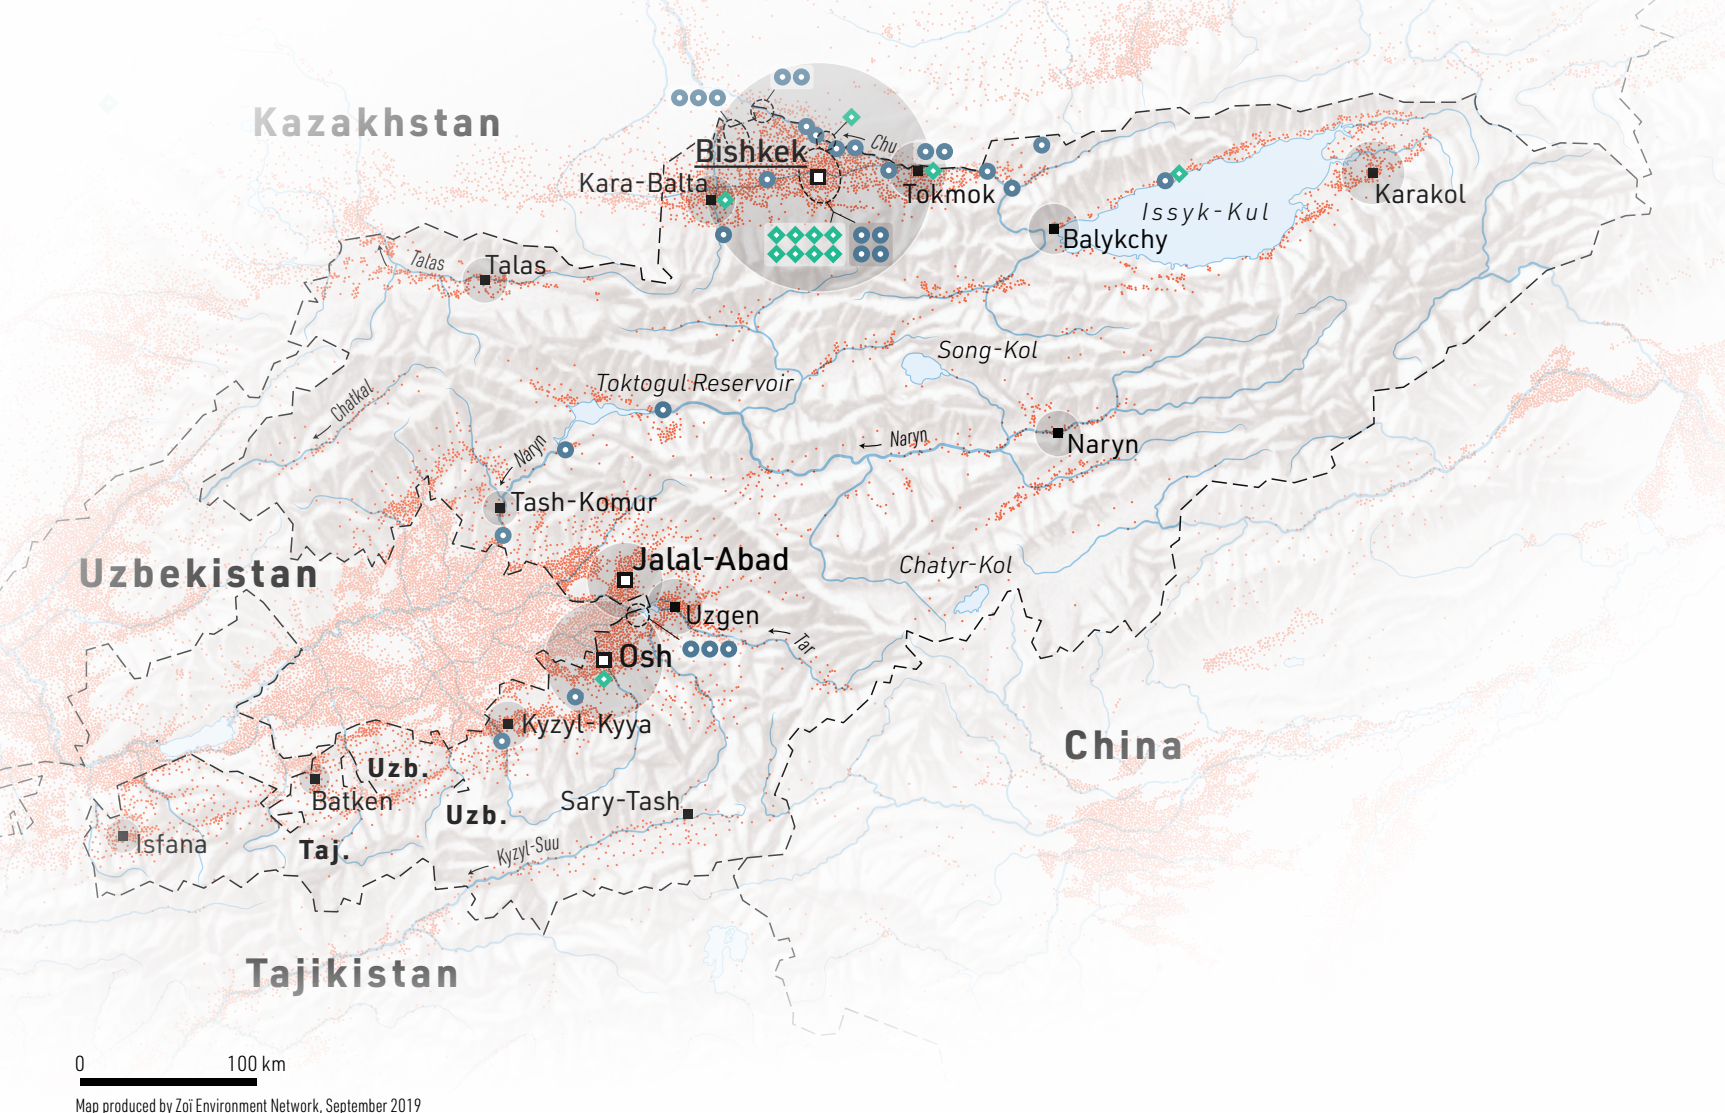 Kazakhstan
Chu
Bishkek
Kara-Balta
Tokmok
Karakol
Issyk-Kul
Balykchy
Talas
Talas
Song-Kol
Toktogul Reservoir
Chatkal
Naryn
Naryn
Naryn
Tash-Komur
Jalal-Abad
Chatyr-Kol
Uzbekistan
Uzgen
Tar
Osh
Kyzyl-Kyya
China
Uzb.
Batken
Uzb.
Sary-Tash
Isfana
Taj.
Kyzyl-Suu
Tajikistan
0 100 km
Map produced by Zoï Environment Network, September 2019